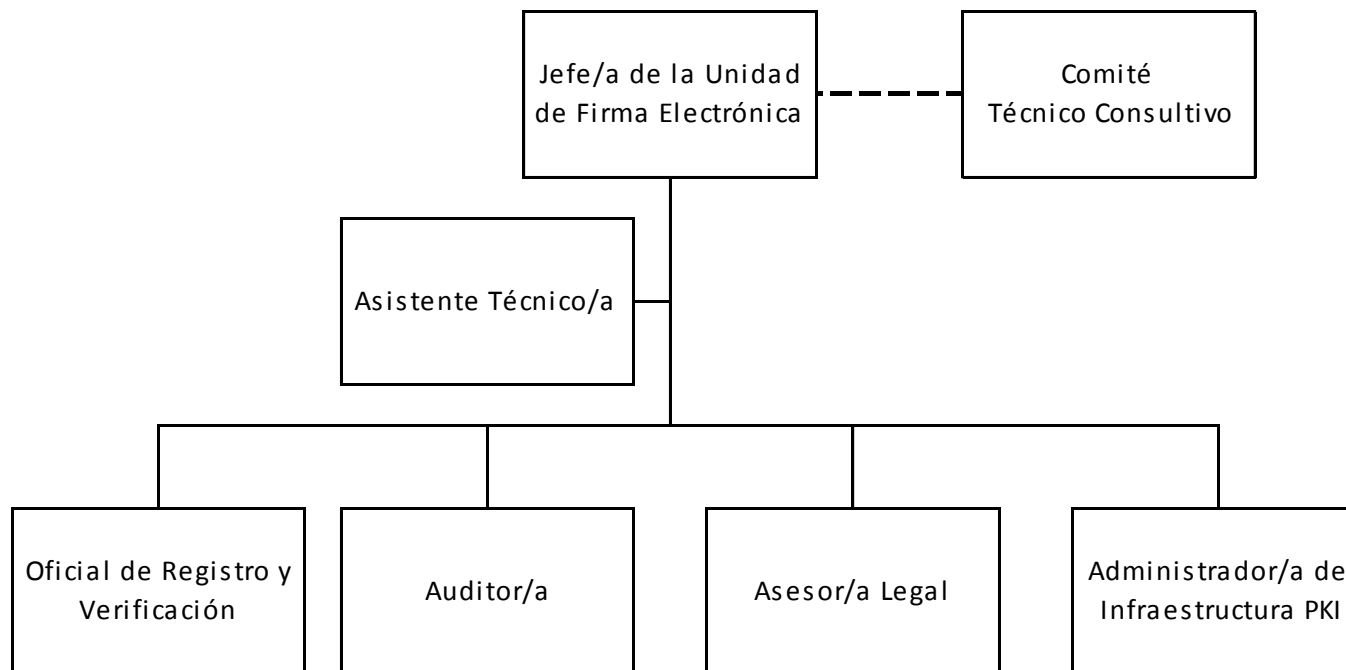 Jefe/a de la Unidad
de Firma Electrónica
Comité
Técnico Consultivo
Asistente Técnico/a
Oficial de Registro y
Verificación
Auditor/a
Asesor/a Legal
Administrador/a de
Infraestructura PKI